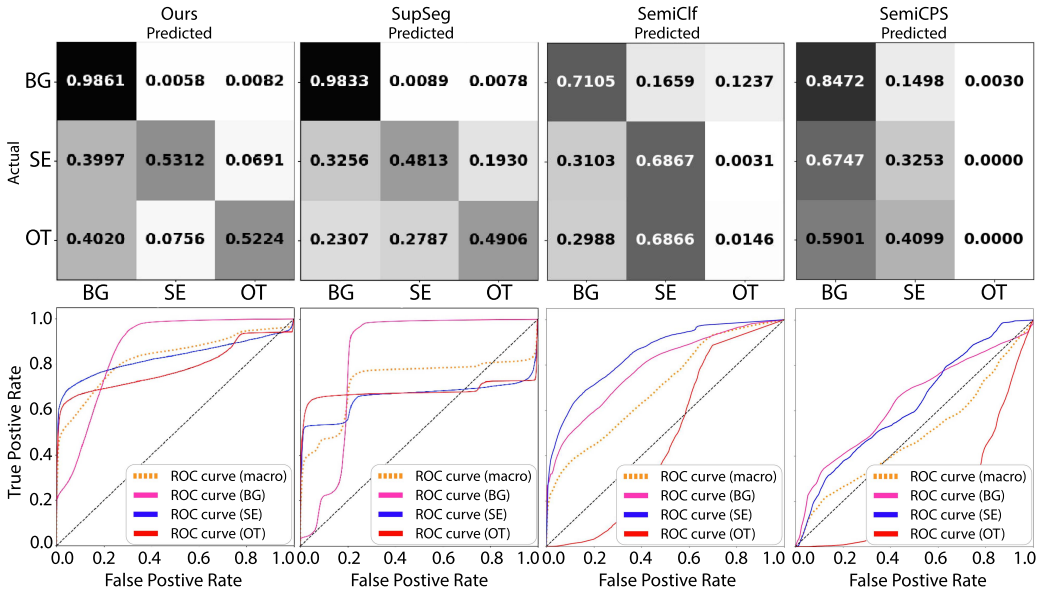 Ours SupSeg SemiClf SemiCPS
Predicted Predicted Predicted Predicted
BG 0.9861 0.0058 0.0082 0.9833 0.0089 0.0078 0.7105 0.1659 0.1237 0.8472 0.1498 0.0030
Actual
SE 0.3997 0.5312 0.0691 0.3256 0.4813 0.1930 0.3103 0.6867 0.0031 0.6747 0.3253 0.0000
OT 0.4020 0.0756 0.5224 0.2307 0.2787 0.4906 0.2988 0.6866 0.0146 0.5901 0.4099 0.0000
BG SE OT BG SE OT BG SE OT BG SE OT
True Postive Rate
1.0
0.8
0.6
0.4
0.2
0.0
ROC curve (macro) ROC curve (macro) ROC curve (macro) ROC curve (macro)
ROC curve (BG) ROC curve (BG) ROC curve (BG) ROC curve (BG)
ROC curve (SE) ROC curve (SE) ROC curve (SE) ROC curve (SE)
ROC curve (OT) ROC curve (OT) ROC curve (OT) ROC curve (OT)
0.0 0.2 0.4 0.6 0.8 1.0 0.0 0.2 0.4 0.6 0.8 1.0 0.2 0.4 0.6 0.8 1.0 0.2 0.4 0.6 0.8 1.0
False Postive Rate False Postive Rate False Postive Rate False Postive Rate